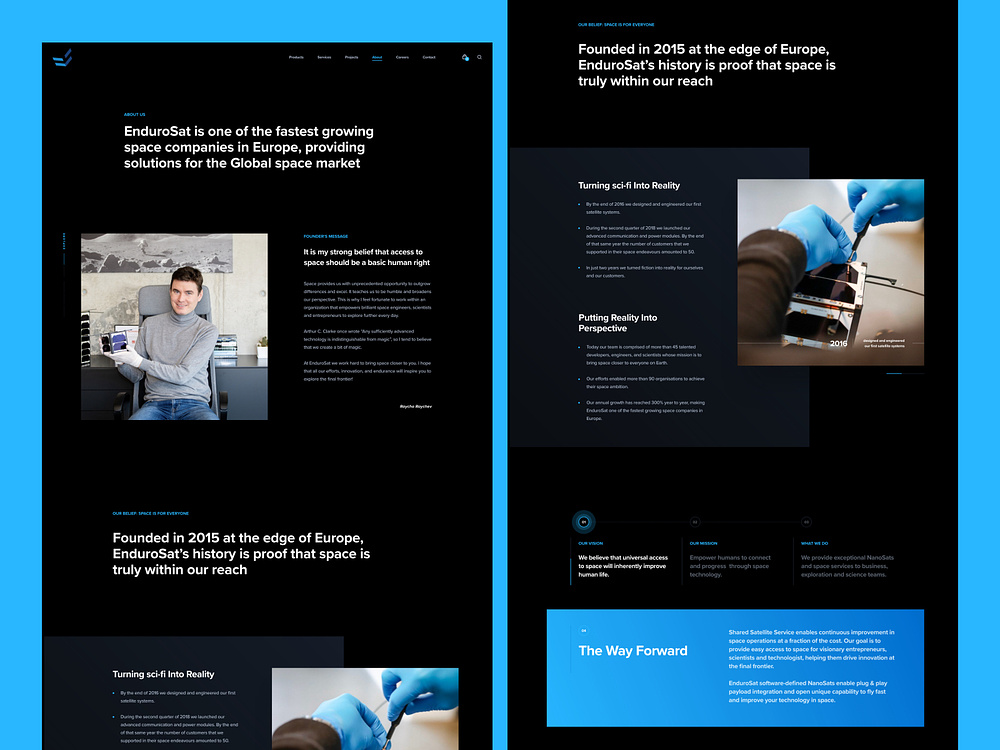 Products Services Projects About Careers Contact
ABOUT US
EnduroSat is one of the fastest growing
space companies in Europe, providing
solutions for the Global space market
EXPLORE
FOUNDER'S MESSAGE
It is my strong belief that access to
space should be a basic human right
Space provides us with unprecedented opportunity to outgrow
differences and excel. It teaches us to be humble and broadens
our perspective. This is why I feel fortunate to work within an
organization that empowers brilliant space engineers, scientists
and entrepreneurs to explore further every day.
Arthur C. Clarke once wrote "Any sufficiently advanced
technology is indistinguishable from magic", so I tend to believe
that we create a bit of magic.
At EnduroSat we work hard to bring space closer to you. I hope
that all our efforts, innovation, and endurance will inspire you to
explore the final frontier!
Raycho Raychev
OUR BELIEF: SPACE IS FOR EVERYONE
Founded in 2015 at the edge of Europe,
EnduroSat's history is proof that space is
truly within our reach
Turning sci-fi Into Reality
By the end of 2016 we designed and engineered our first
satellite systems.
During the second quarter of 2018 we launched our
advanced communication and power modules. By the end
of that same year the number of customers that we
supported in their space endeavours amounted to 50.
OUR BELIEF: SPACE IS FOR EVERYONE
Founded in 2015 at the edge of Europe,
EnduroSat's history is proof that space is
truly within our reach
Turning sci-fi Into Reality
By the end of 2016 we designed and engineered our first
satellite systems.
During the second quarter of 2018 we launched our
advanced communication and power modules. By the end
of that same year the number of customers that we
supported in their space endeavours amounted to 50.
In just two years we turned fiction into reality for ourselves
and our customers.
Putting Reality Into
Perspective
Today our team is comprised of more than 45 talented
developers, engineers, and scientists whose mission is to
bring space closer to everyone on Earth.
Our efforts enabled more than 90 organisations to achieve
their space ambition.
Our annual growth has reached 300% year to year, making
EnduroSat one of the fastest growing space companies in
Europe.
2016
designed and engineered
our first satellite systems
01 02 03
OUR VISION
We believe that universal access
to space will inherently improve
human life.
OUR MISSION
Empower humans to connect
and progress through space
technology.
WHAT WE DO
We provide exceptional NanoSats
and space services to business,
exploration and science teams.
The Way Forward
Shared Satellite Service enables continuous improvement in
space operations at a fraction of the cost. Our goal is to
provide easy access to space for visionary entrepreneurs,
scientists and technologist, helping them drive innovation at
the final frontier.
EnduroSat software-defined NanoSats enable plug & play
payload integration and open unique capability to fly fast
and improve your technology in space.